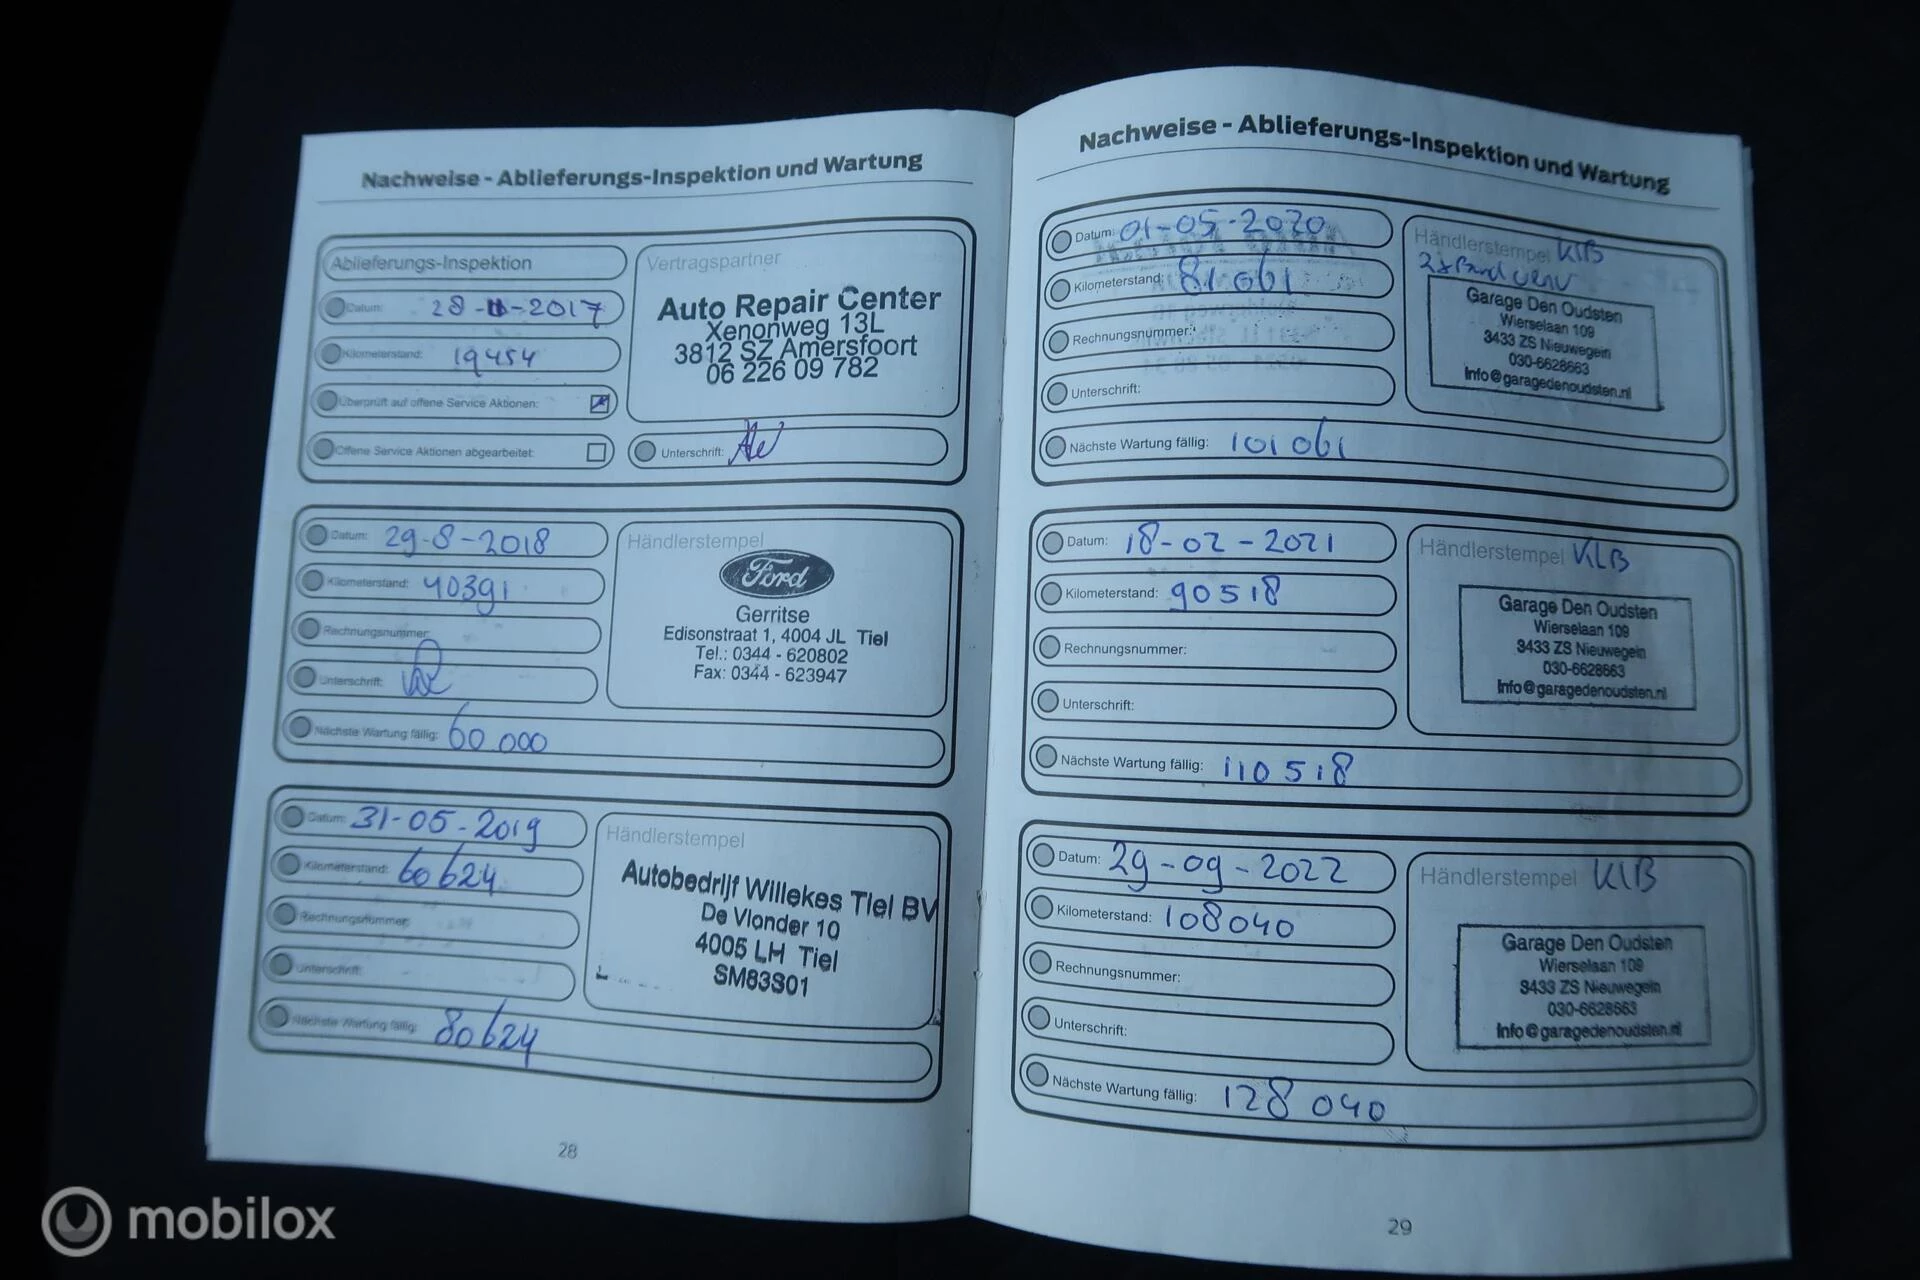 Nachweise - Ablieferungs-Inspektion und Wartung
Ablieferungs-Inspektion
Datum: 28-11-2017
Kilometerstand: 19454
Überprüft auf offene Service Aktionen:
Offene Service Aktionen abgearbeitet:
Vertragspartner
Auto Repair Center
Xenonweg 13L
3812 SZ Amersfoort
06 226 09 782
Unterschrift:
Datum: 29-8-2018
Kilometerstand: 40391
Rechnungsnummer:
Unterschrift:
Nächste Wartung fällig: 60.000
Händlerstempel
Ford
Gerritse
Edisonstraat 1, 4004 JL Tiel
Tel.: 0344 - 620802
Fax: 0344 - 623947
Datum: 31-05-2019
Kilometerstand: 60624
Rechnungsnummer:
Unterschrift:
Nächste Wartung fällig: 80624
Händlerstempel
Autobedrijf Willekes Tiel BV
De Vlonder 10
4005 LH Tiel
SM83S01
28
Nachweise - Ablieferungs-Inspektion und Wartung
Datum: 01-05-2020
Kilometerstand: 81061
Rechnungsnummer:
Unterschrift:
Nächste Wartung fällig: 101061
Händlerstempel KLB
Garage Den Oudsten
Wierselaan 109
3433 ZS Nieuwegein
030-6628663
Info@garagedenoudsten.nl
Datum: 18-02-2021
Kilometerstand: 90518
Rechnungsnummer:
Unterschrift:
Nächste Wartung fällig: 110518
Händlerstempel KLB
Garage Den Oudsten
Wierselaan 109
3433 ZS Nieuwegein
030-6628663
Info@garagedenoudsten.nl
Datum: 29-09-2022
Kilometerstand: 108040
Rechnungsnummer:
Unterschrift:
Nächste Wartung fällig: 128040
Händlerstempel KLB
Garage Den Oudsten
Wierselaan 109
3433 ZS Nieuwegein
030-6628663
Info@garagedenoudsten.nl
29
mobilox